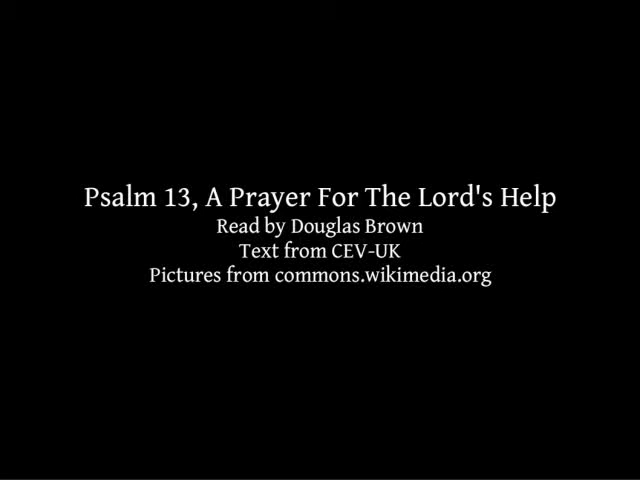 Psalm 13, A Prayer For The Lord's Help
Read by Douglas Brown
Text from CEV-UK
Pictures from commons.wikimedia.org